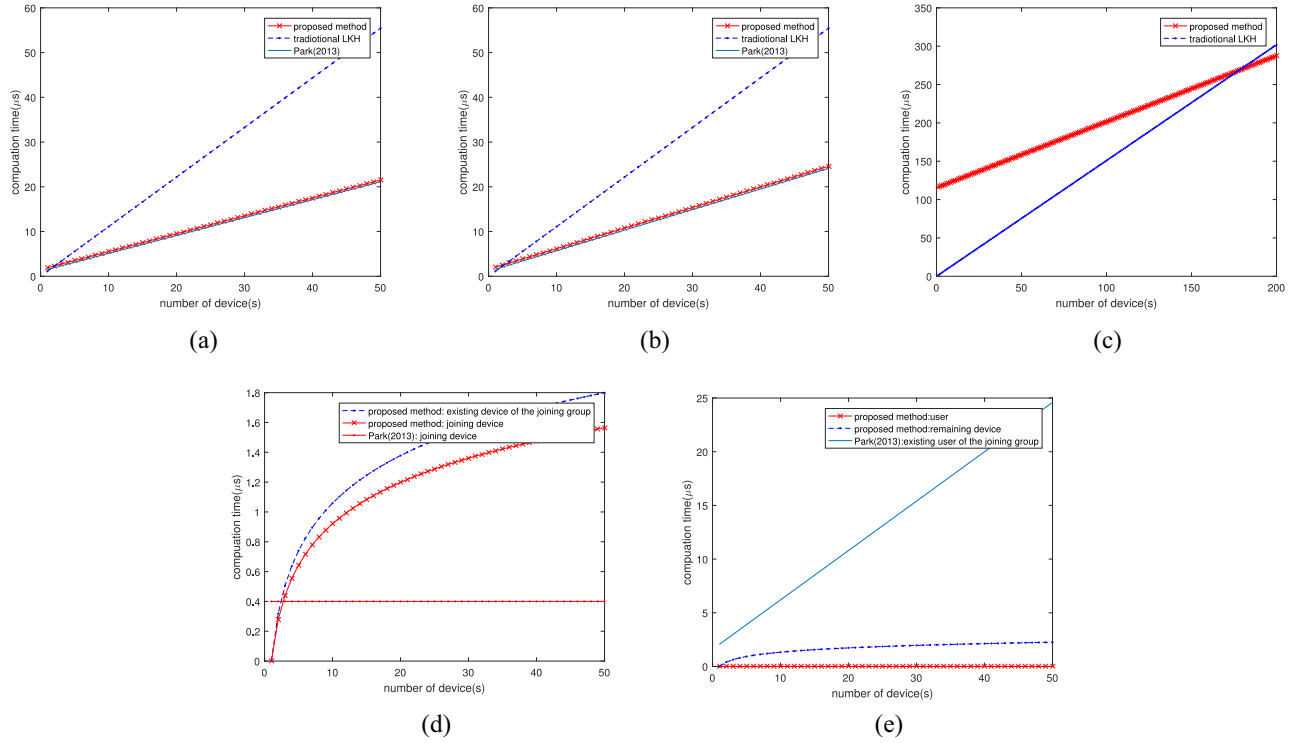 60
50
40
30
20
10
0
compuation time(μs)
0 10 20 30 40 50
number of device(s)
proposed method
tradiotional LKH
Park(2013)
(a)
60
50
40
30
20
10
0
compuation time(μs)
0 10 20 30 40 50
number of device(s)
proposed method
tradiotional LKH
Park(2013)
(b)
350
300
250
200
150
100
50
0
compuation time(μs)
0 50 100 150 200
number of device(s)
proposed method
tradiotional LKH
(c)
1.8
1.6
1.4
1.2
1
0.8
0.6
0.4
0.2
0
compuation time(μs)
0 10 20 30 40 50
number of device(s)
proposed method: existing device of the joining group
proposed method: joining device
Park(2013): joining device
(d)
25
20
15
10
5
0
compuation time(μs)
0 10 20 30 40 50
number of device(s)
proposed method:user
proposed method:remaining device
Park(2013):existing user of the joining group
(e)